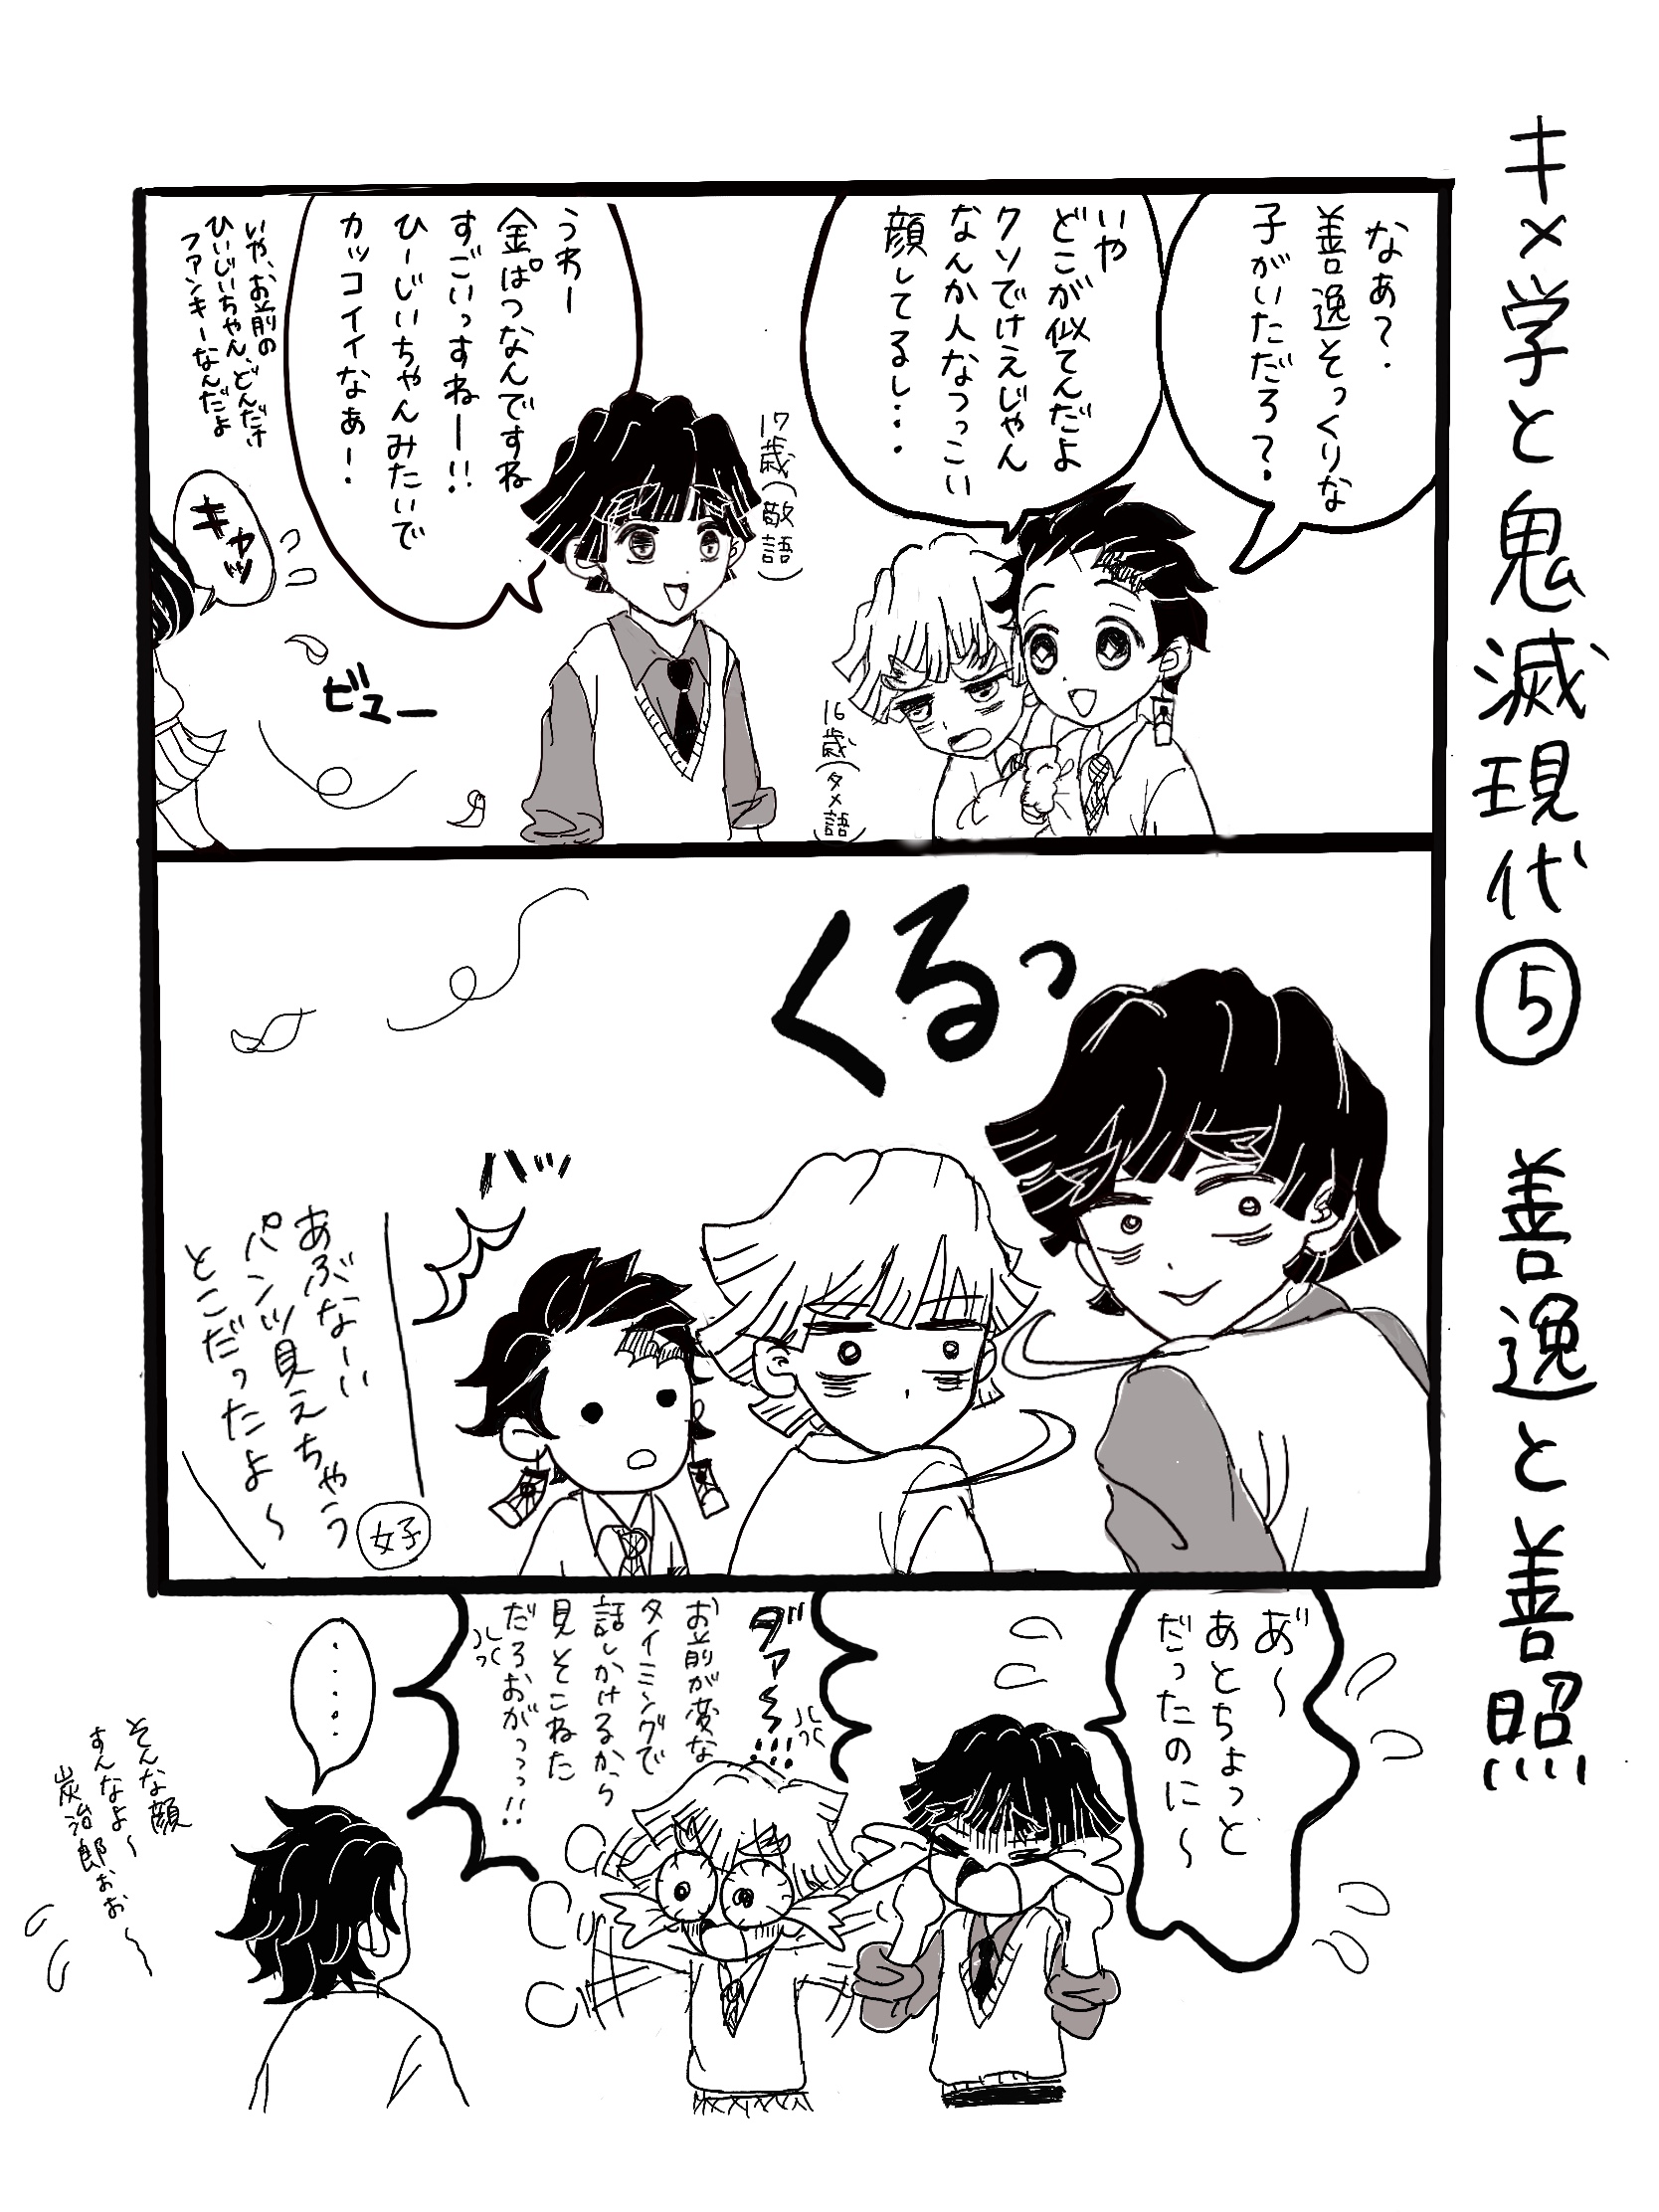 キメ学と鬼滅現代⑤ 善逸と善照
なあ?
善逸そっくりな
子がいただろ?
いや
どこが似てんだよ
クソでけえじゃん
なんか人なつっこい
顔してるし…
16歳(タメ語)
17歳(敬語)
うわー
金ぱつなんですね
すごいっすねー!!
ひーじいちゃんみたいで
カッコイイなぁ!
いや、お前の
ひいじいちゃん、どんだけ
ファンキーなんだよ
キャッ
ビュー
くるっ
バッ
あぶなーい
パンツ見えちゃう
とこだったよ〜
女子
あ゛〜
あとちょっと
だったのに〜
お前が変な
タイミングで
話しかけるから
見そこねた
だろおがっっっ!!
……
そんな顔
すんなよ〜
炭治郎ぉぉ〜